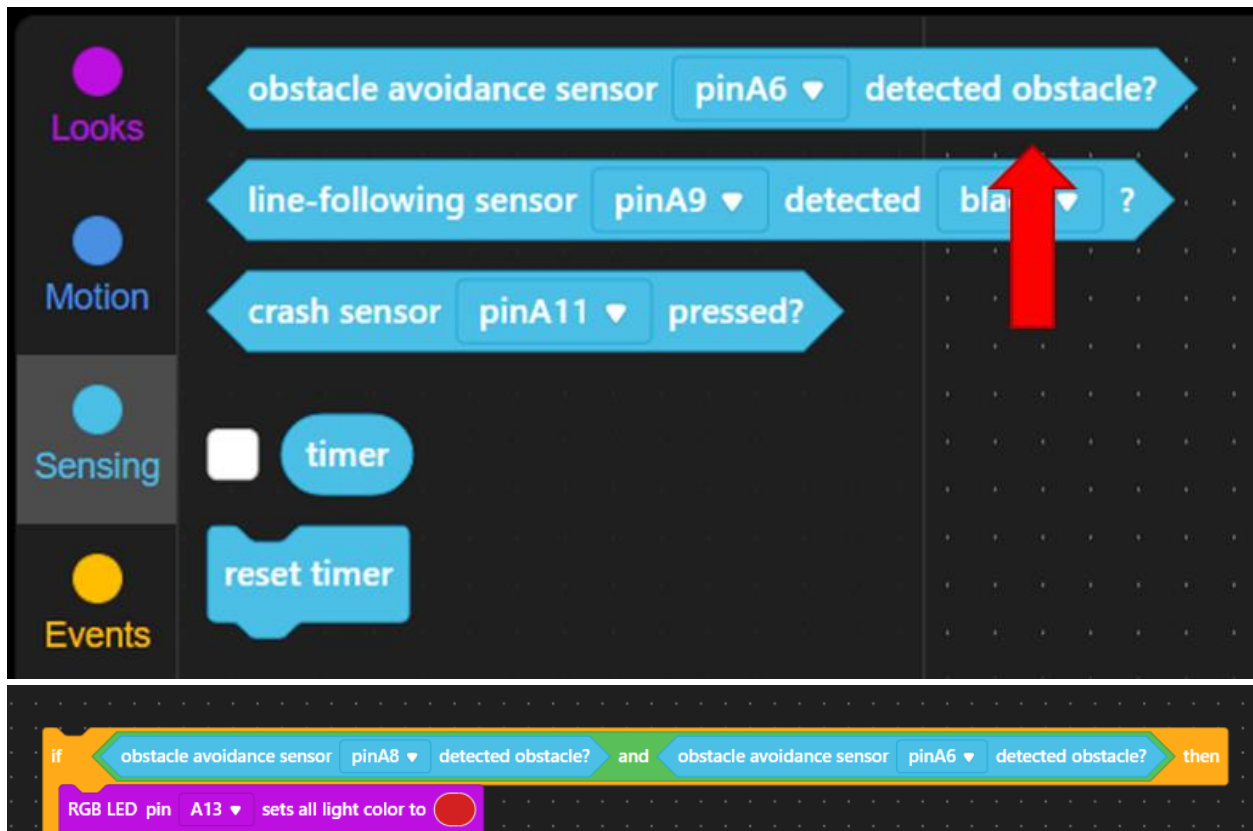 Looks
obstacle avoidance sensor pinA6 detected obstacle?
line-following sensor pinA9 detected ?
Motion
crash sensor pinA11 pressed?
Sensing
timer
reset timer
Events
if obstacle avoidance sensor pinA8 detected obstacle? and obstacle avoidance sensor pinA6 detected obstacle? then
RGB LED pin A13 sets all light color to